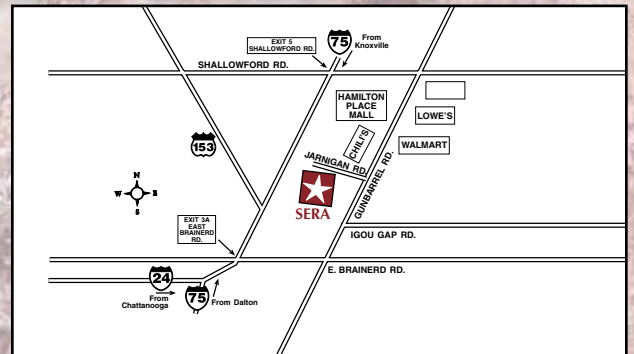 EXIT 5
SHALLOWFORD RD.
75
From
Knoxville
SHALLOWFORD RD.
HAMILTON
PLACE
MALL
LOWE'S
CHILI'S
WALMART
153
JARNIGAN RD.
GUNBARREL RD.
N
W
E
S
SERA
EXIT 3A
EAST
BRAINERD
RD.
IGOU GAP RD.
E. BRAINERD RD.
24
From
Chattanooga
75
From Dalton